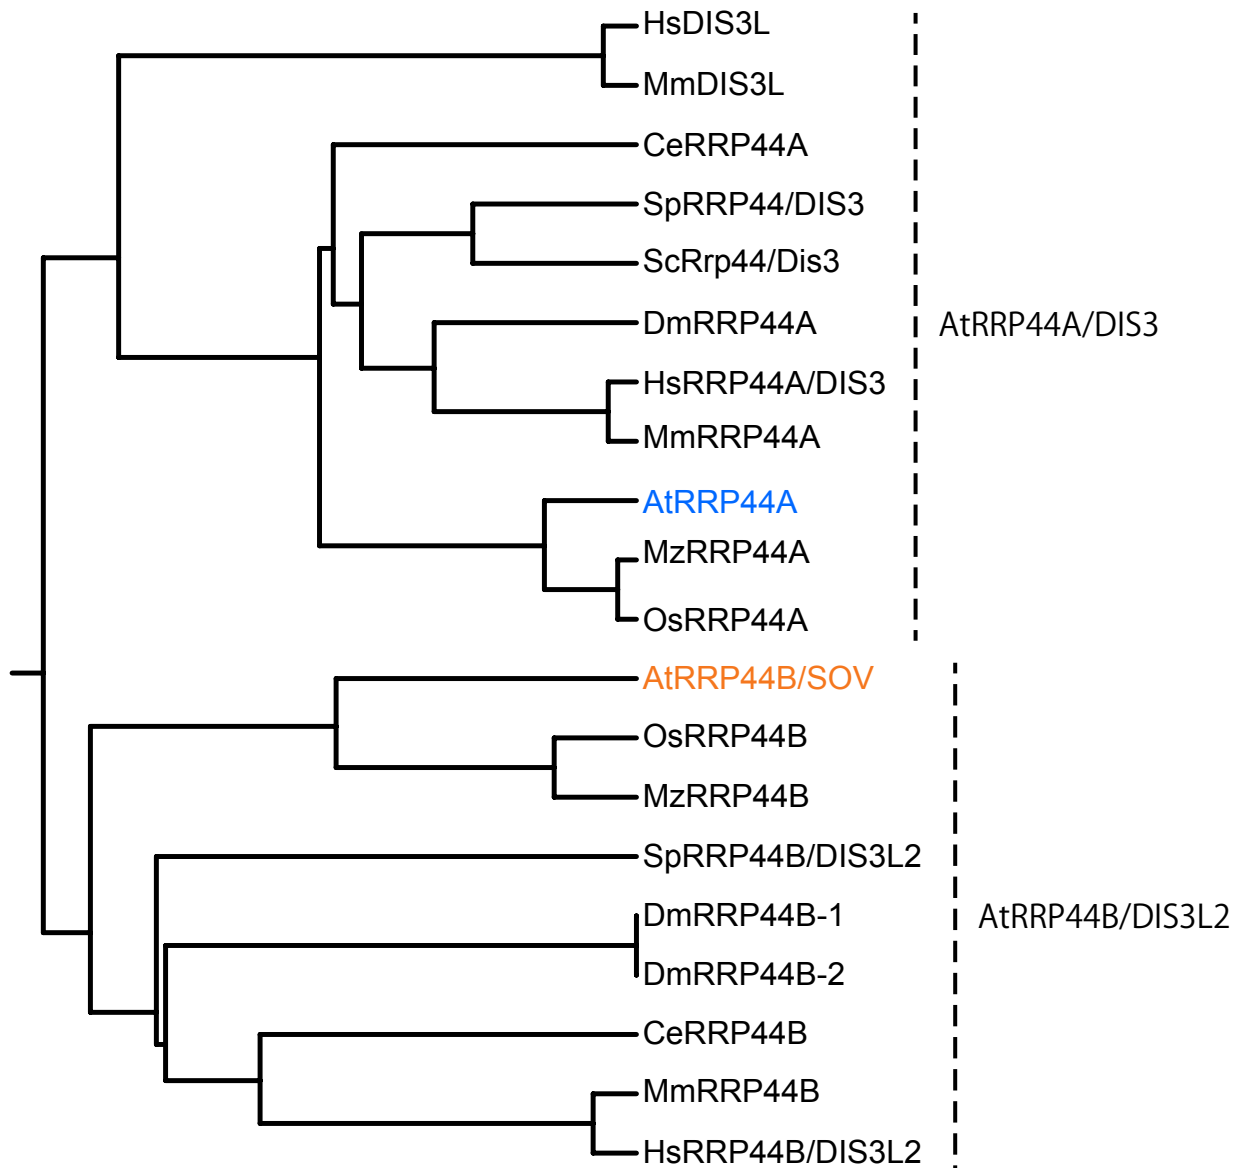 HsDIS3L
MmDIS3L
CeRRP44A
SpRRP44/DIS3
ScRrp44/Dis3
DmRRP44A
AtRRP44A/DIS3
HsRRP44A/DIS3
MmRRP44A
AtRRP44A
MzRRP44A
OsRRP44A
AtRRP44B/SOV
OsRRP44B
MzRRP44B
SpRRP44B/DIS3L2
DmRRP44B-1
AtRRP44B/DIS3L2
DmRRP44B-2
CeRRP44B
MmRRP44B
HsRRP44B/DIS3L2